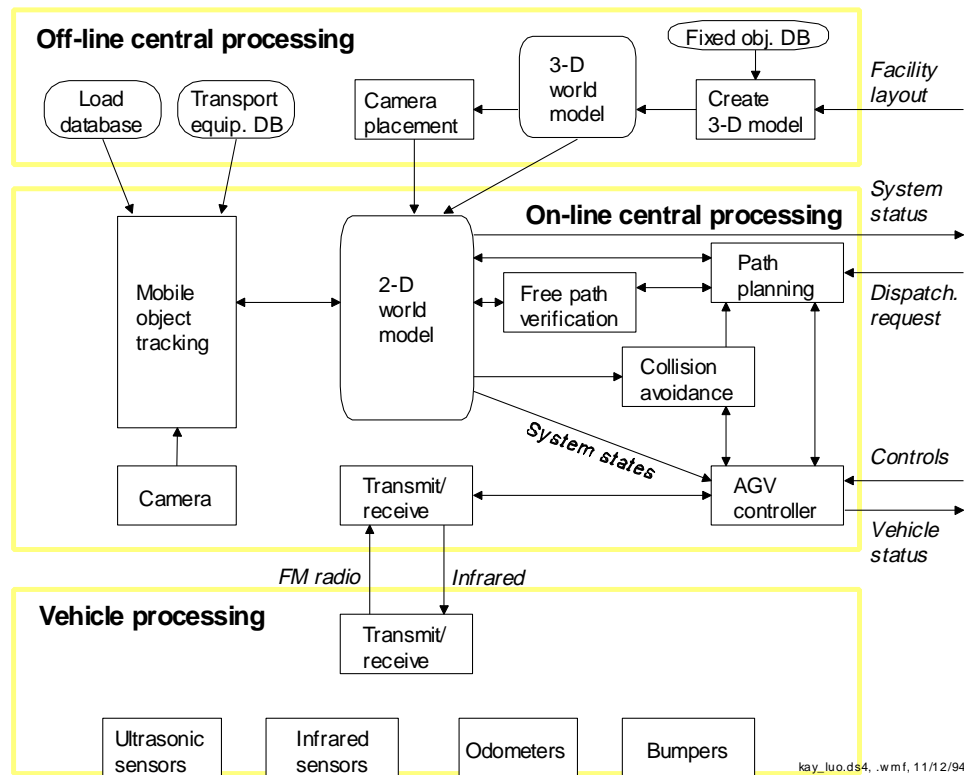 Off-line central processing
Fixed obj. DB
Load
database
Transport
equip. DB
Camera
placement
3-D
world
model
Create
3-D model
Facility
layout
On-line central processing
System
status
Mobile
object
tracking
2-D
world
model
Free path
verification
Path
planning
Dispatch.
request
Collision
avoidance
System states
Camera
Transmit/
receive
AGV
controller
Controls
Vehicle
status
FM radio
Infrared
Vehicle processing
Transmit/
receive
Ultrasonic
sensors
Infrared
sensors
Odometers
Bumpers
kay_luo.ds4, .wmf, 11/12/94